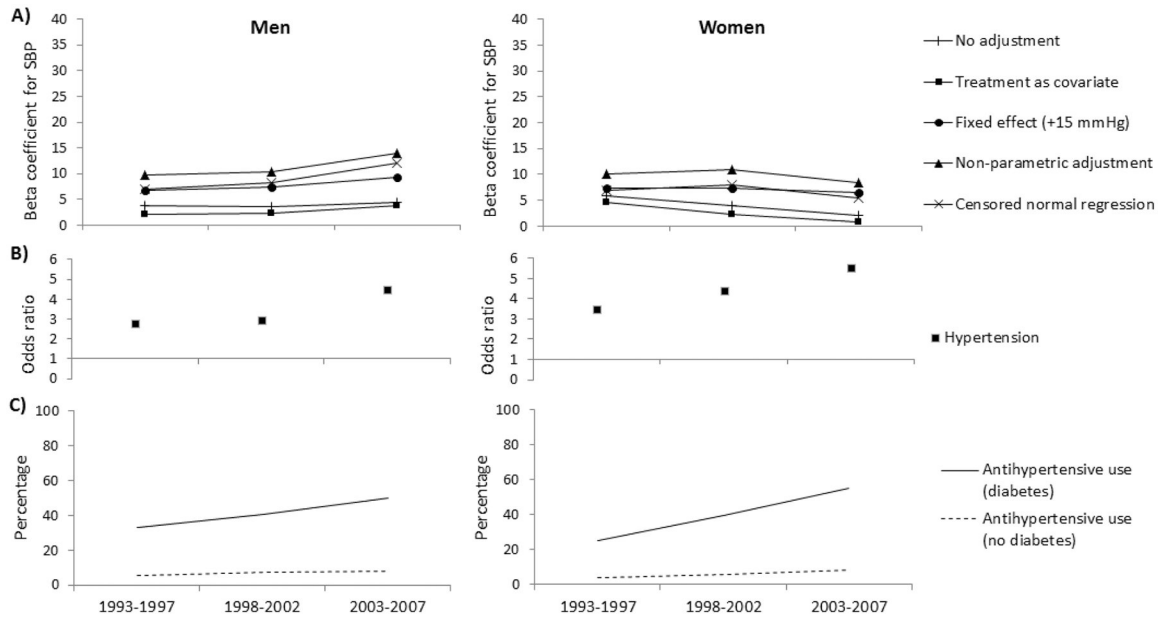 A)
Men
Women
Beta coefficient for SBP
40
35
30
25
20
15
10
5
0
Beta coefficient for SBP
40
35
30
25
20
15
10
5
0
No adjustment
Treatment as covariate
Fixed effect (+15 mmHg)
Non-parametric adjustment
Censored normal regression
B)
Odds ratio
6
5
4
3
2
1
0
Odds ratio
6
5
4
3
2
1
0
Hypertension
C)
Percentage
100
80
60
40
20
0
1993-1997 1998-2002 2003-2007
Percentage
100
80
60
40
20
0
1993-1997 1998-2002 2003-2007
Antihypertensive use
(diabetes)
Antihypertensive use
(no diabetes)